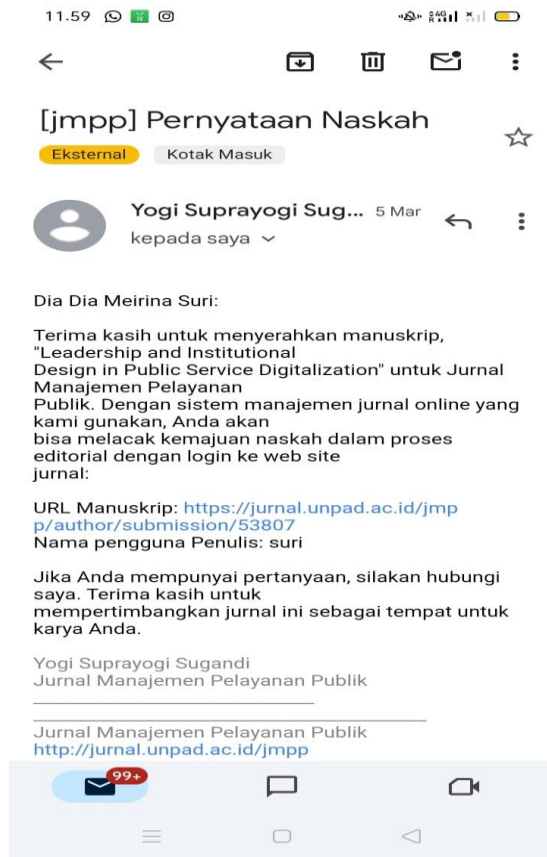 11.59
4G
R
[jmpp] Pernyataan Naskah
Eksternal Kotak Masuk
Yogi Suprayogi Sug... 5 Mar
kepada saya
Dia Dia Meirina Suri:
Terima kasih untuk menyerahkan manuskrip,
"Leadership and Institutional
Design in Public Service Digitalization" untuk Jurnal
Manajemen Pelayanan
Publik. Dengan sistem manajemen jurnal online yang
kami gunakan, Anda akan
bisa melacak kemajuan naskah dalam proses
editorial dengan login ke web site
jurnal:
URL Manuskrip: https://jurnal.unpad.ac.id/jmp
p/author/submission/53807
Nama pengguna Penulis: suri
Jika Anda mempunyai pertanyaan, silakan hubungi
saya. Terima kasih untuk
mempertimbangkan jurnal ini sebagai tempat untuk
karya Anda.
Yogi Suprayogi Sugandi
Jurnal Manajemen Pelayanan Publik
Jurnal Manajemen Pelayanan Publik
http://jurnal.unpad.ac.id/jmpp
99+